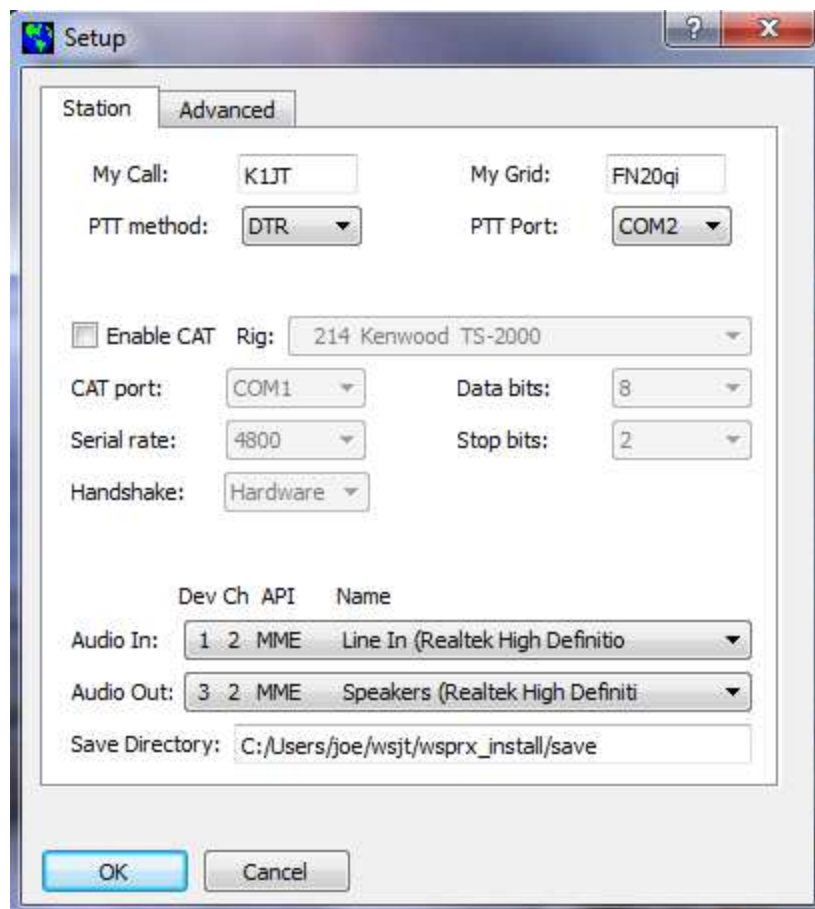 Setup
Station Advanced
My Call: K1JT My Grid: FN20qi
PTT method: DTR PTT Port: COM2
Enable CAT Rig: 214 Kenwood TS-2000
CAT port: COM1 Data bits: 8
Serial rate: 4800 Stop bits: 2
Handshake: Hardware
Dev Ch API Name
Audio In: 1 2 MME Line In (Realtek High Definitio
Audio Out: 3 2 MME Speakers (Realtek High Definiti
Save Directory: C:/Users/joe/wsjt/wsprx_install/save
OK Cancel